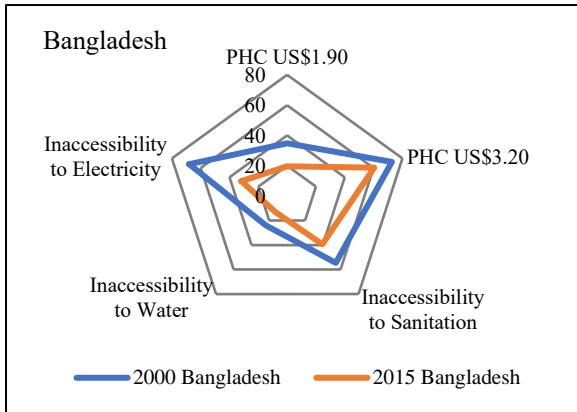 Bangladesh
PHC US$1.90
80
60
40
20
0
PHC US$3.20
Inaccessibility
to Sanitation
Inaccessibility
to Water
Inaccessibility
to Electricity
2000 Bangladesh
2015 Bangladesh